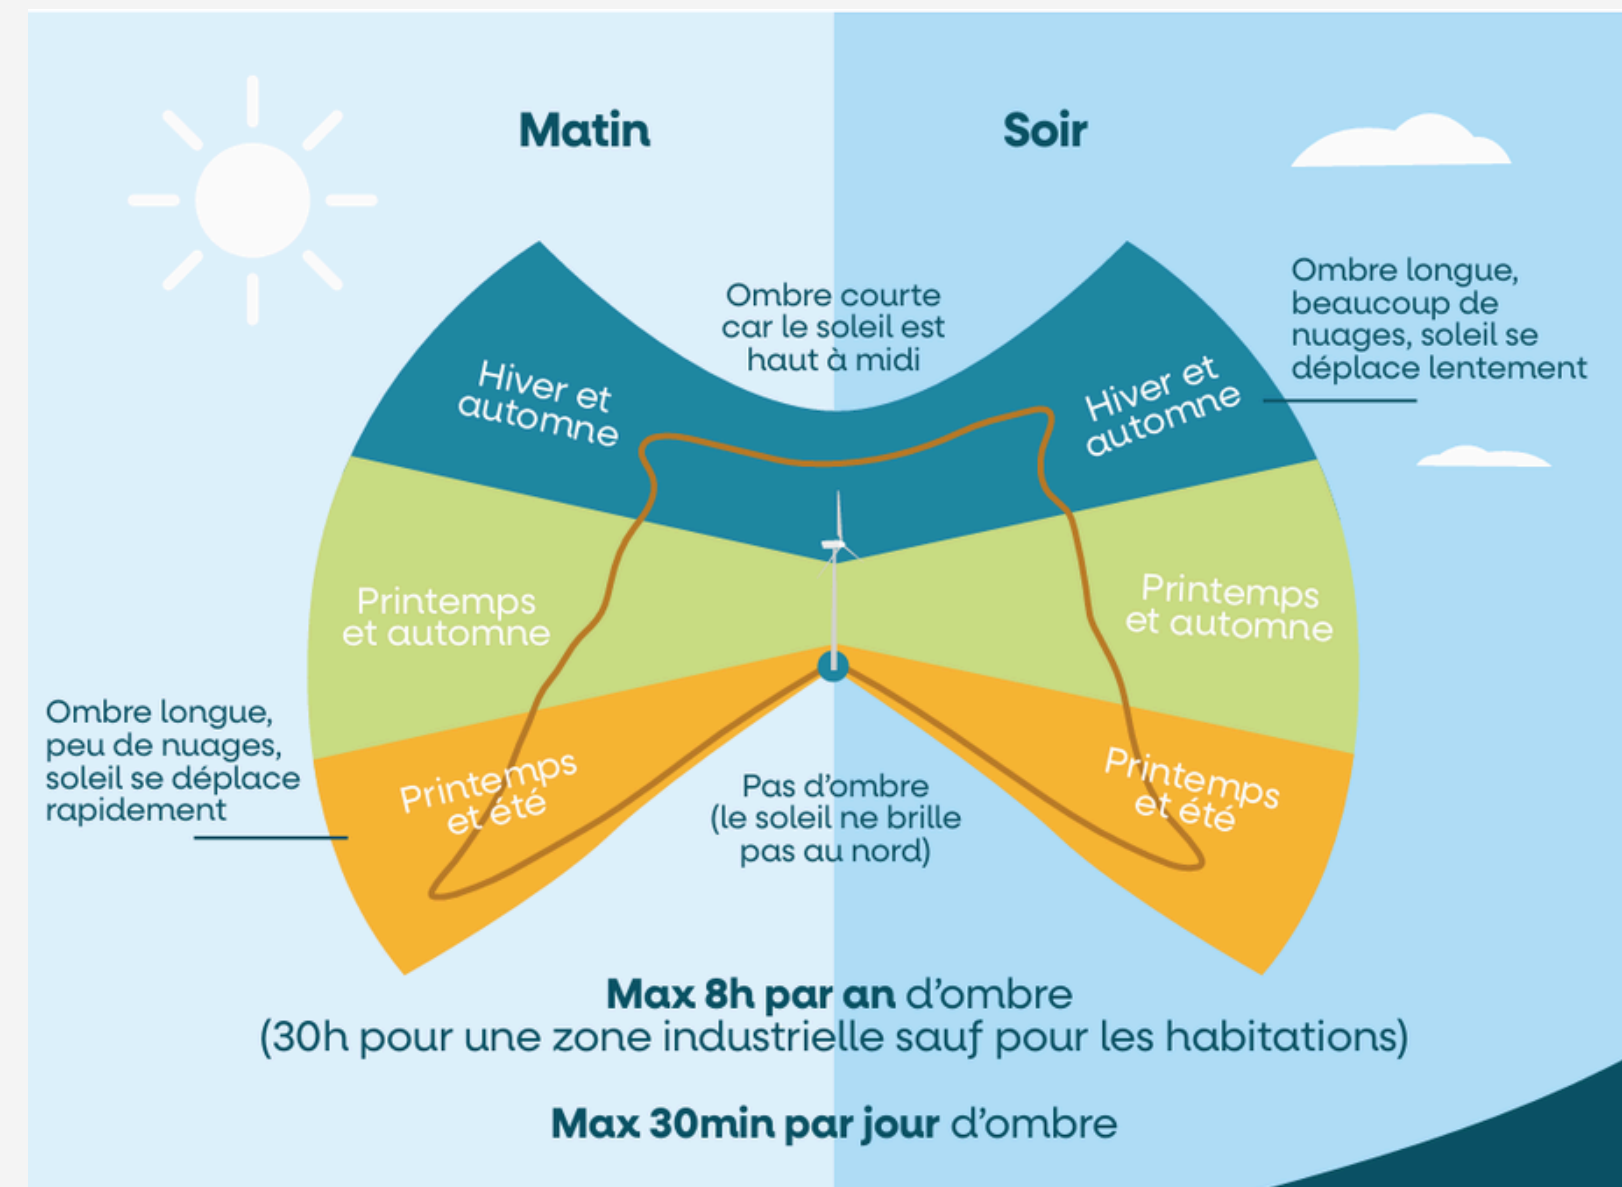 Matin
Soir
Ombre courte
car le soleil est
haut à midi
Ombre longue,
beaucoup de
nuages, soleil se
déplace lentement
Hiver et
automne
Hiver et
automne
Printemps
et automne
Printemps
et automne
Ombre longue,
peu de nuages,
soleil se déplace
rapidement
Printemps
et été
Pas d’ombre
(le soleil ne brille
pas au nord)
Printemps
et été
Max 8h par an d’ombre
(30h pour une zone industrielle sauf pour les habitations)
Max 30min par jour d’ombre